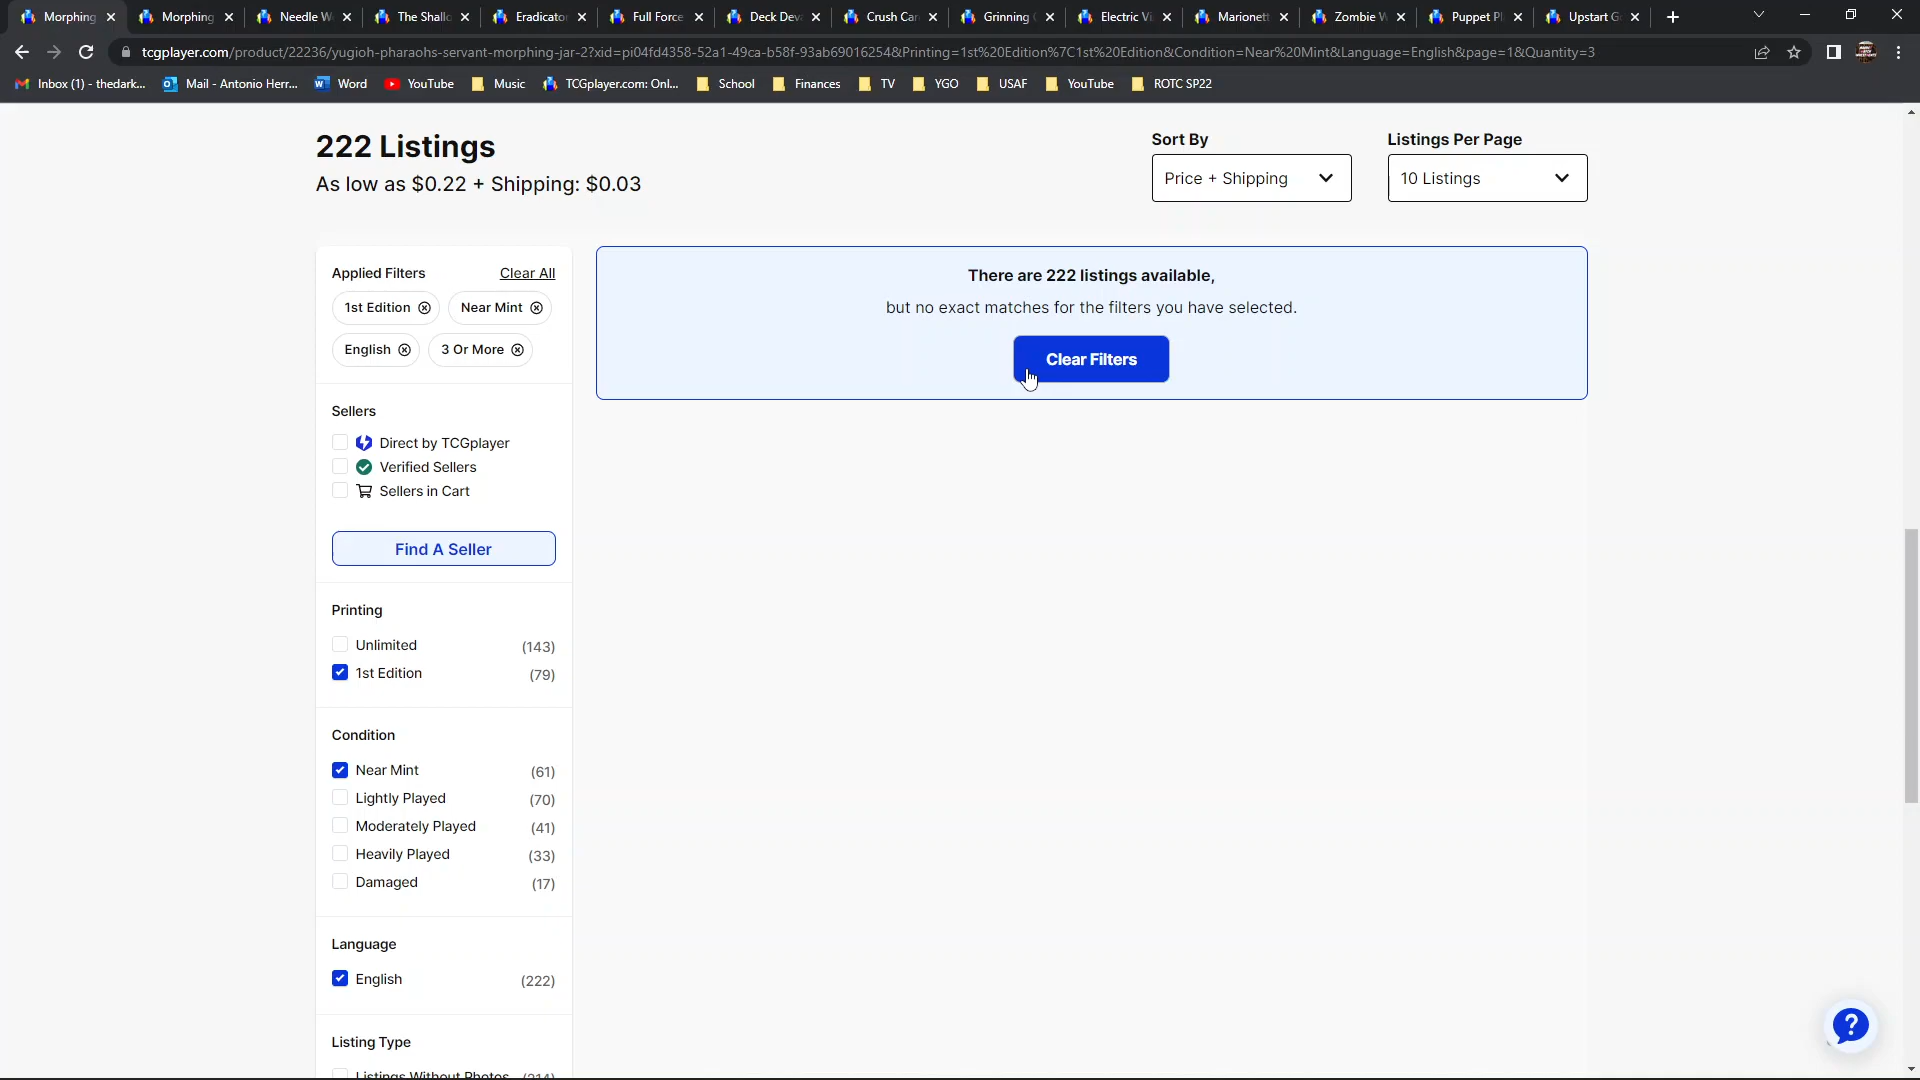 Morphing
Morphing
Needle W
The Shallo
Eradicato
Full Force
Deck Deva
Crush Car
Grinning
Electric Vi
Marionett
Zombie W
Puppet Pl
Upstart G
tcgplayer.com/product/22236/yugioh-pharaohs-servant-morphing-jar-2?xid=pi04fd4358-52a1-49ca-b58f-93ab69016254&Printing=1st%20Edition%7C1st%20Edition&Condition=Near%20Mint&Language=English&page=1&Quantity=3
Inbox (1) - thedark...
Mail - Antonio Herr...
Word
YouTube
Music
TCGplayer.com: Onl...
School
Finances
TV
YGO
USAF
YouTube
ROTC SP22
222 Listings
As low as $0.22 + Shipping: $0.03
Sort By
Price + Shipping
Listings Per Page
10 Listings
Applied Filters
Clear All
1st Edition
Near Mint
English
3 Or More
There are 222 listings available,
but no exact matches for the filters you have selected.
Clear Filters
Sellers
Direct by TCGplayer
Verified Sellers
Sellers in Cart
Find A Seller
Printing
Unlimited (143)
1st Edition (79)
Condition
Near Mint (61)
Lightly Played (70)
Moderately Played (41)
Heavily Played (33)
Damaged (17)
Language
English (222)
Listing Type
Listings Without Photos (214)